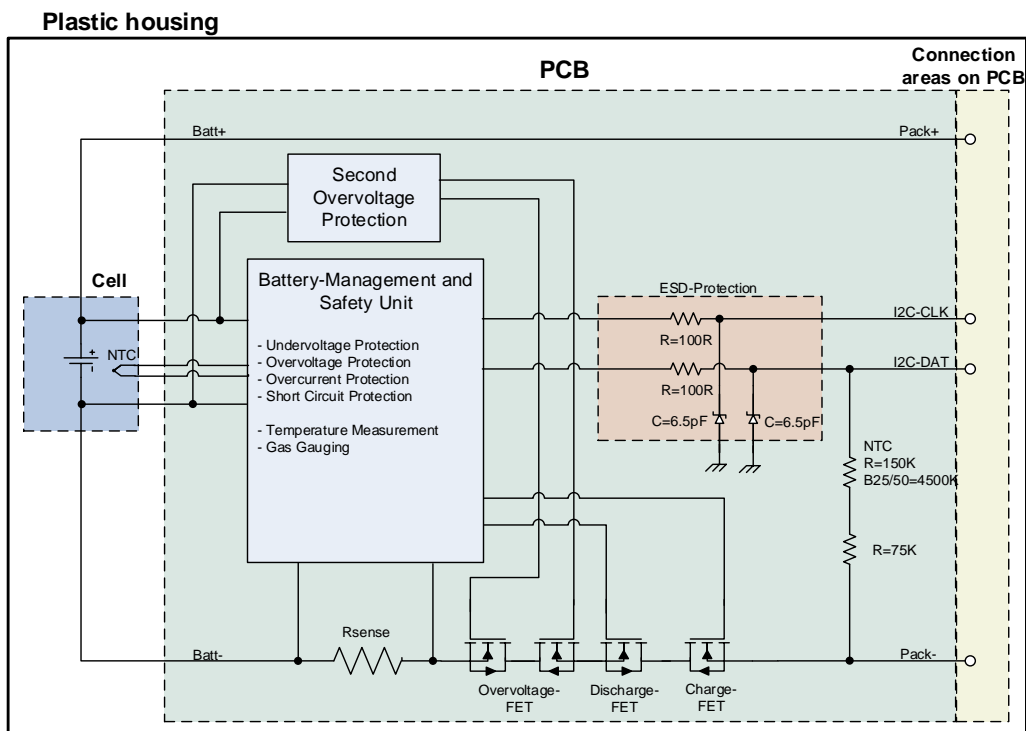 Plastic housing
Connection
areas on PCB
PCB
Batt+
Pack+
Second
Overvoltage
Protection
Cell
Battery-Management and
Safety Unit
- Undervoltage Protection
- Overvoltage Protection
- Overcurrent Protection
- Short Circuit Protection
- Temperature Measurement
- Gas Gauging
+
-
NTC
ESD-Protection
R=100R
R=100R
C=6.5pF
C=6.5pF
I2C-CLK
I2C-DAT
NTC
R=150K
B25/50=4500K
R=75K
Rsense
Batt-
Pack-
Overvoltage-
FET
Discharge-
FET
Charge-
FET